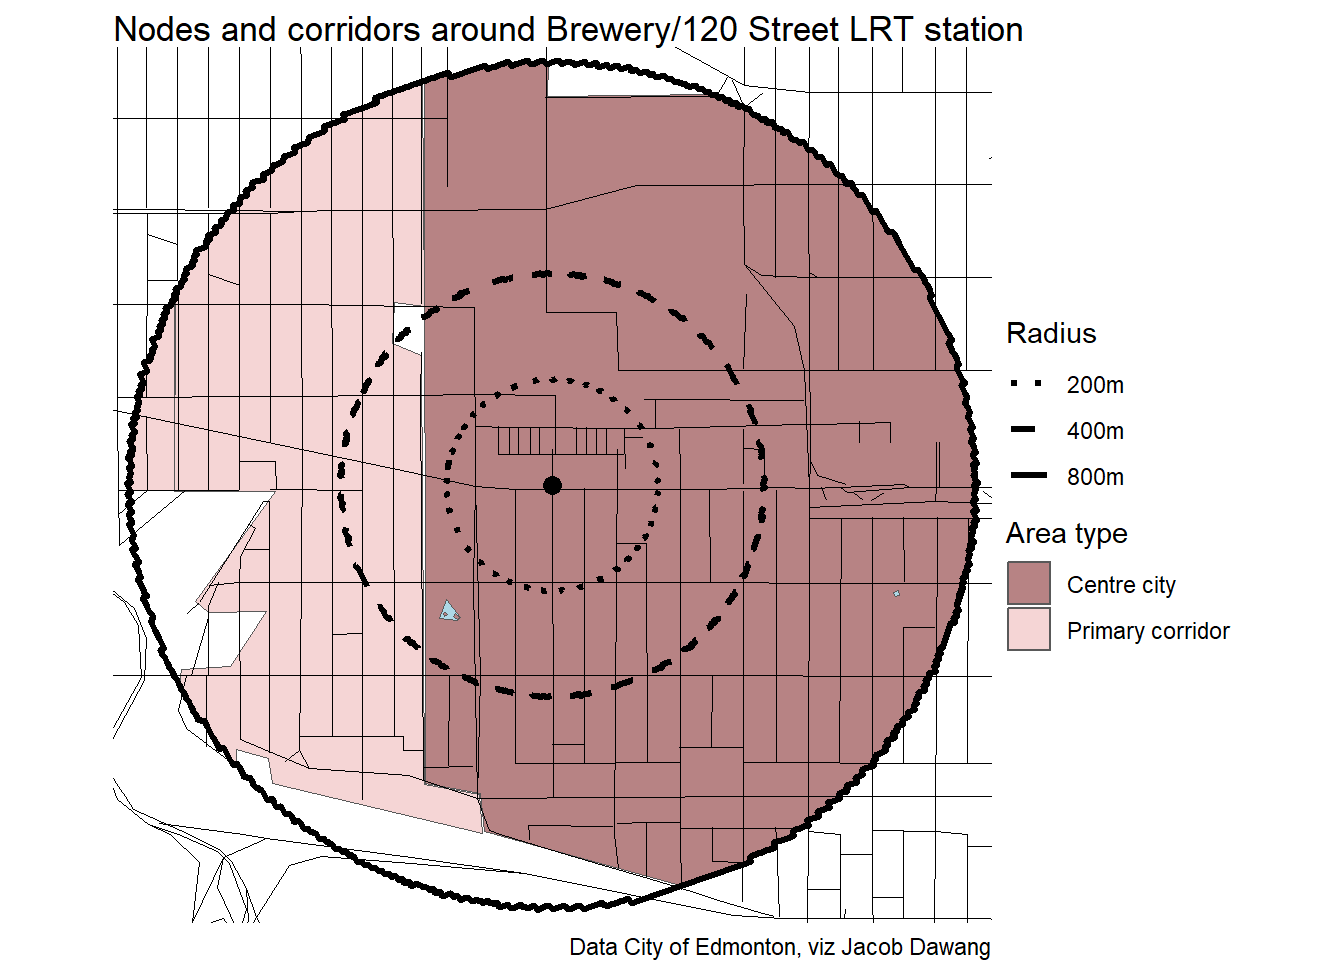 Nodes and corridors around Brewery/120 Street LRT station
Radius
200m
400m
800m
Area type
Centre city
Primary corridor
Data City of Edmonton, viz Jacob Dawang